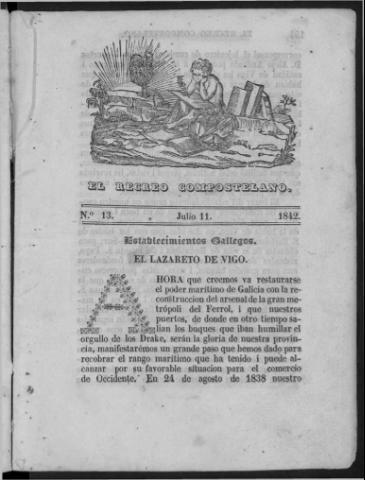 EL RECREO COMPOSTELANO.
N.º 13. Julio 11. 1842.
Establecimientos Gallegos.
EL LAZARETO DE VIGO.
AHORA que creemos va restaurarse
el poder marítimo de Galicia con la re-
contruccion del arsenal de la gran me-
trópoli del Ferrol, i que nuestros
puertos, de donde en otro tiempo sa-
lian los buques que iban humillar el
orgullo de los Drake, serán la gloria de nuestra provin-
cia, manifestarémos un grande paso que hemos dado para
recobrar el rango marítimo que ha tenido i puede al-
canzar por su favorable situacion para el comercio
de Occidente. En 24 de agosto de 1838 nuestro